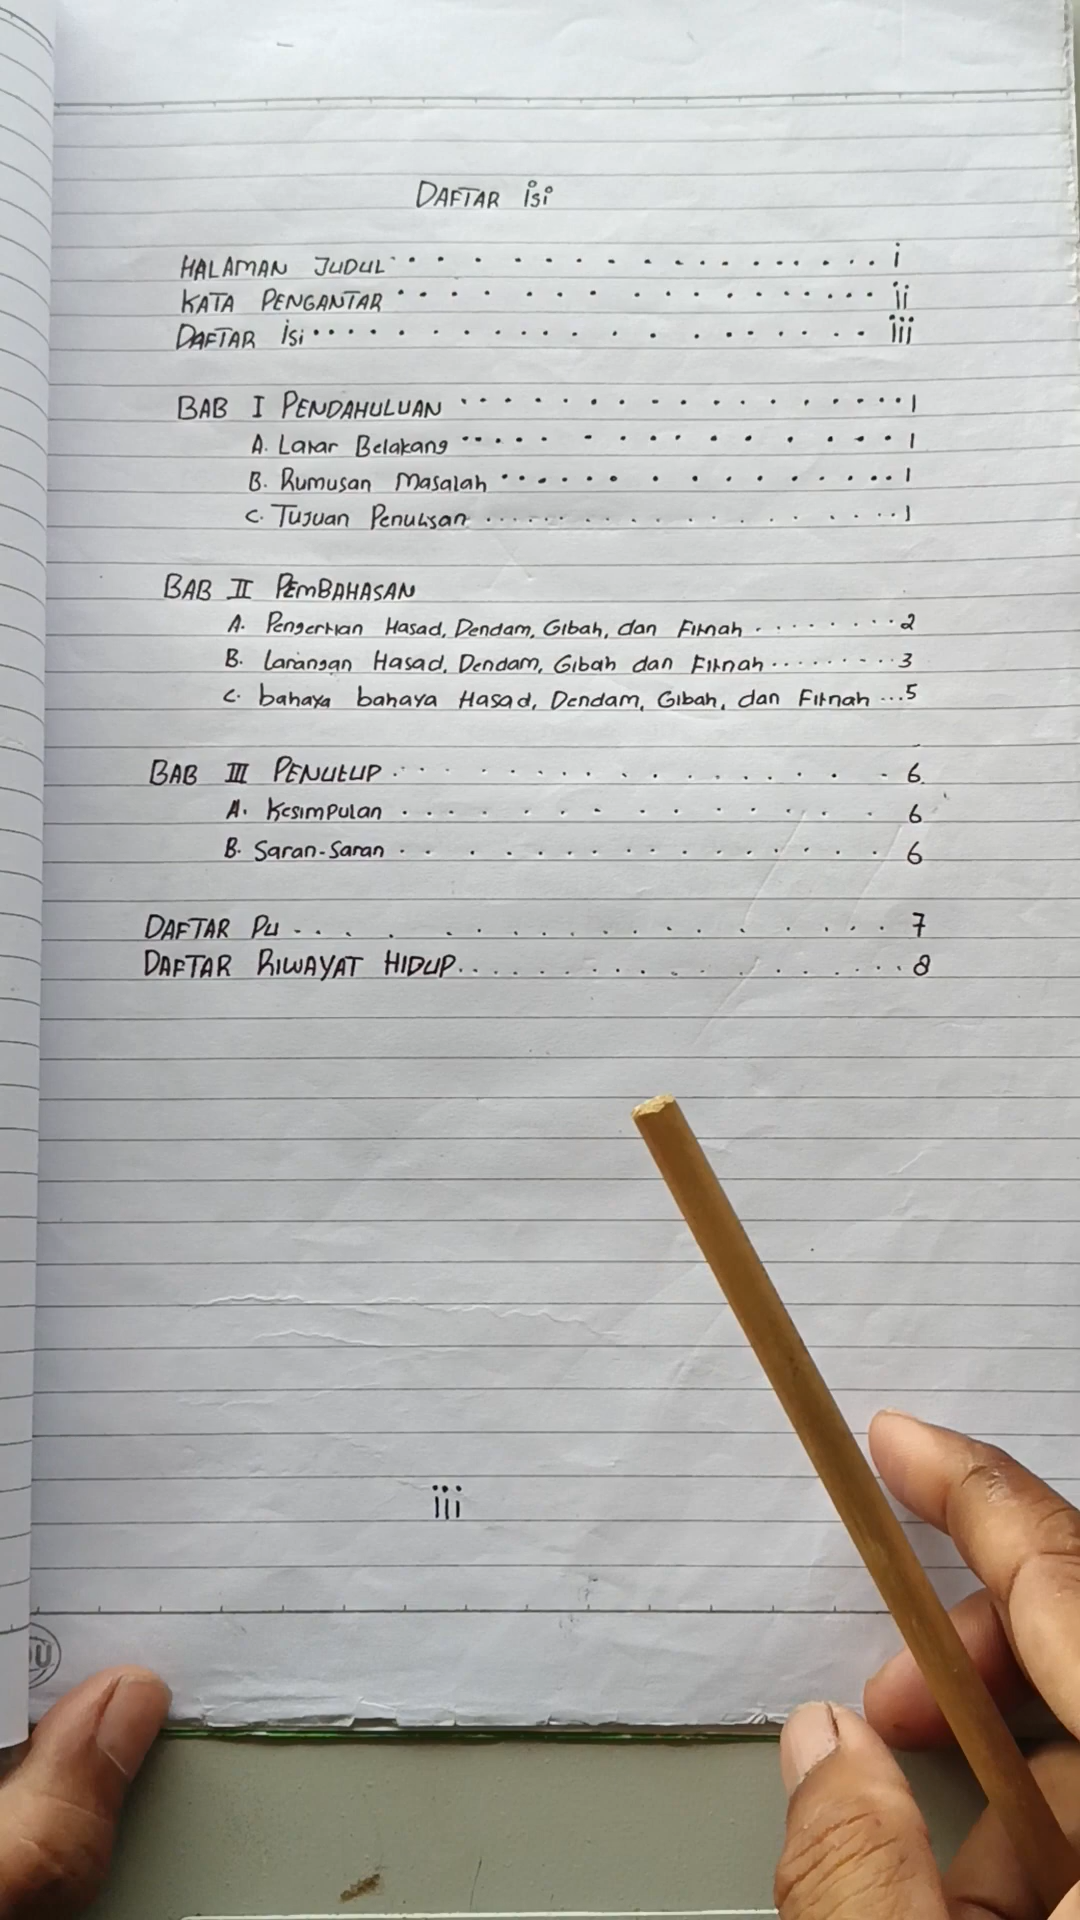 DAFTAR isi
HALAMAN JUDUL . . . . . . . . . . . . . . . . i
KATA PENGANTAR . . . . . . . . . . . . . . . . ii
DAFTAR isi . . . . . . . . . . . . . . . . iii
BAB I PENDAHULUAN . . . . . . . . . . . . . . . . 1
A. Latar Belakang . . . . . . . . . . . . . . 1
B. Rumusan Masalah . . . . . . . . . . . . . . 1
C. Tujuan Penulisan . . . . . . . . . . . . . . 1
BAB II PEMBAHASAN
A. Pengertian Hasad, Dendam, Gibah, dan Fitnah . . . . . . . . 2
B. larangan Hasad, Dendam, Gibah dan Fitnah . . . . . . . . 3
C. bahaya bahaya Hasad, Dendam, Gibah, dan Fitnah ... 5
BAB III PENUtUP . . . . . . . . . . . . . . 6
A. Kesimpulan . . . . . . . . . . . . . . 6
B. Saran-Saran . . . . . . . . . . . . . . 6
DAFTAR PU . . . . . . . . . . . . . . . . 7
DAFTAR RIWAYAT HIDUP . . . . . . . . . . . . . . 8
iii